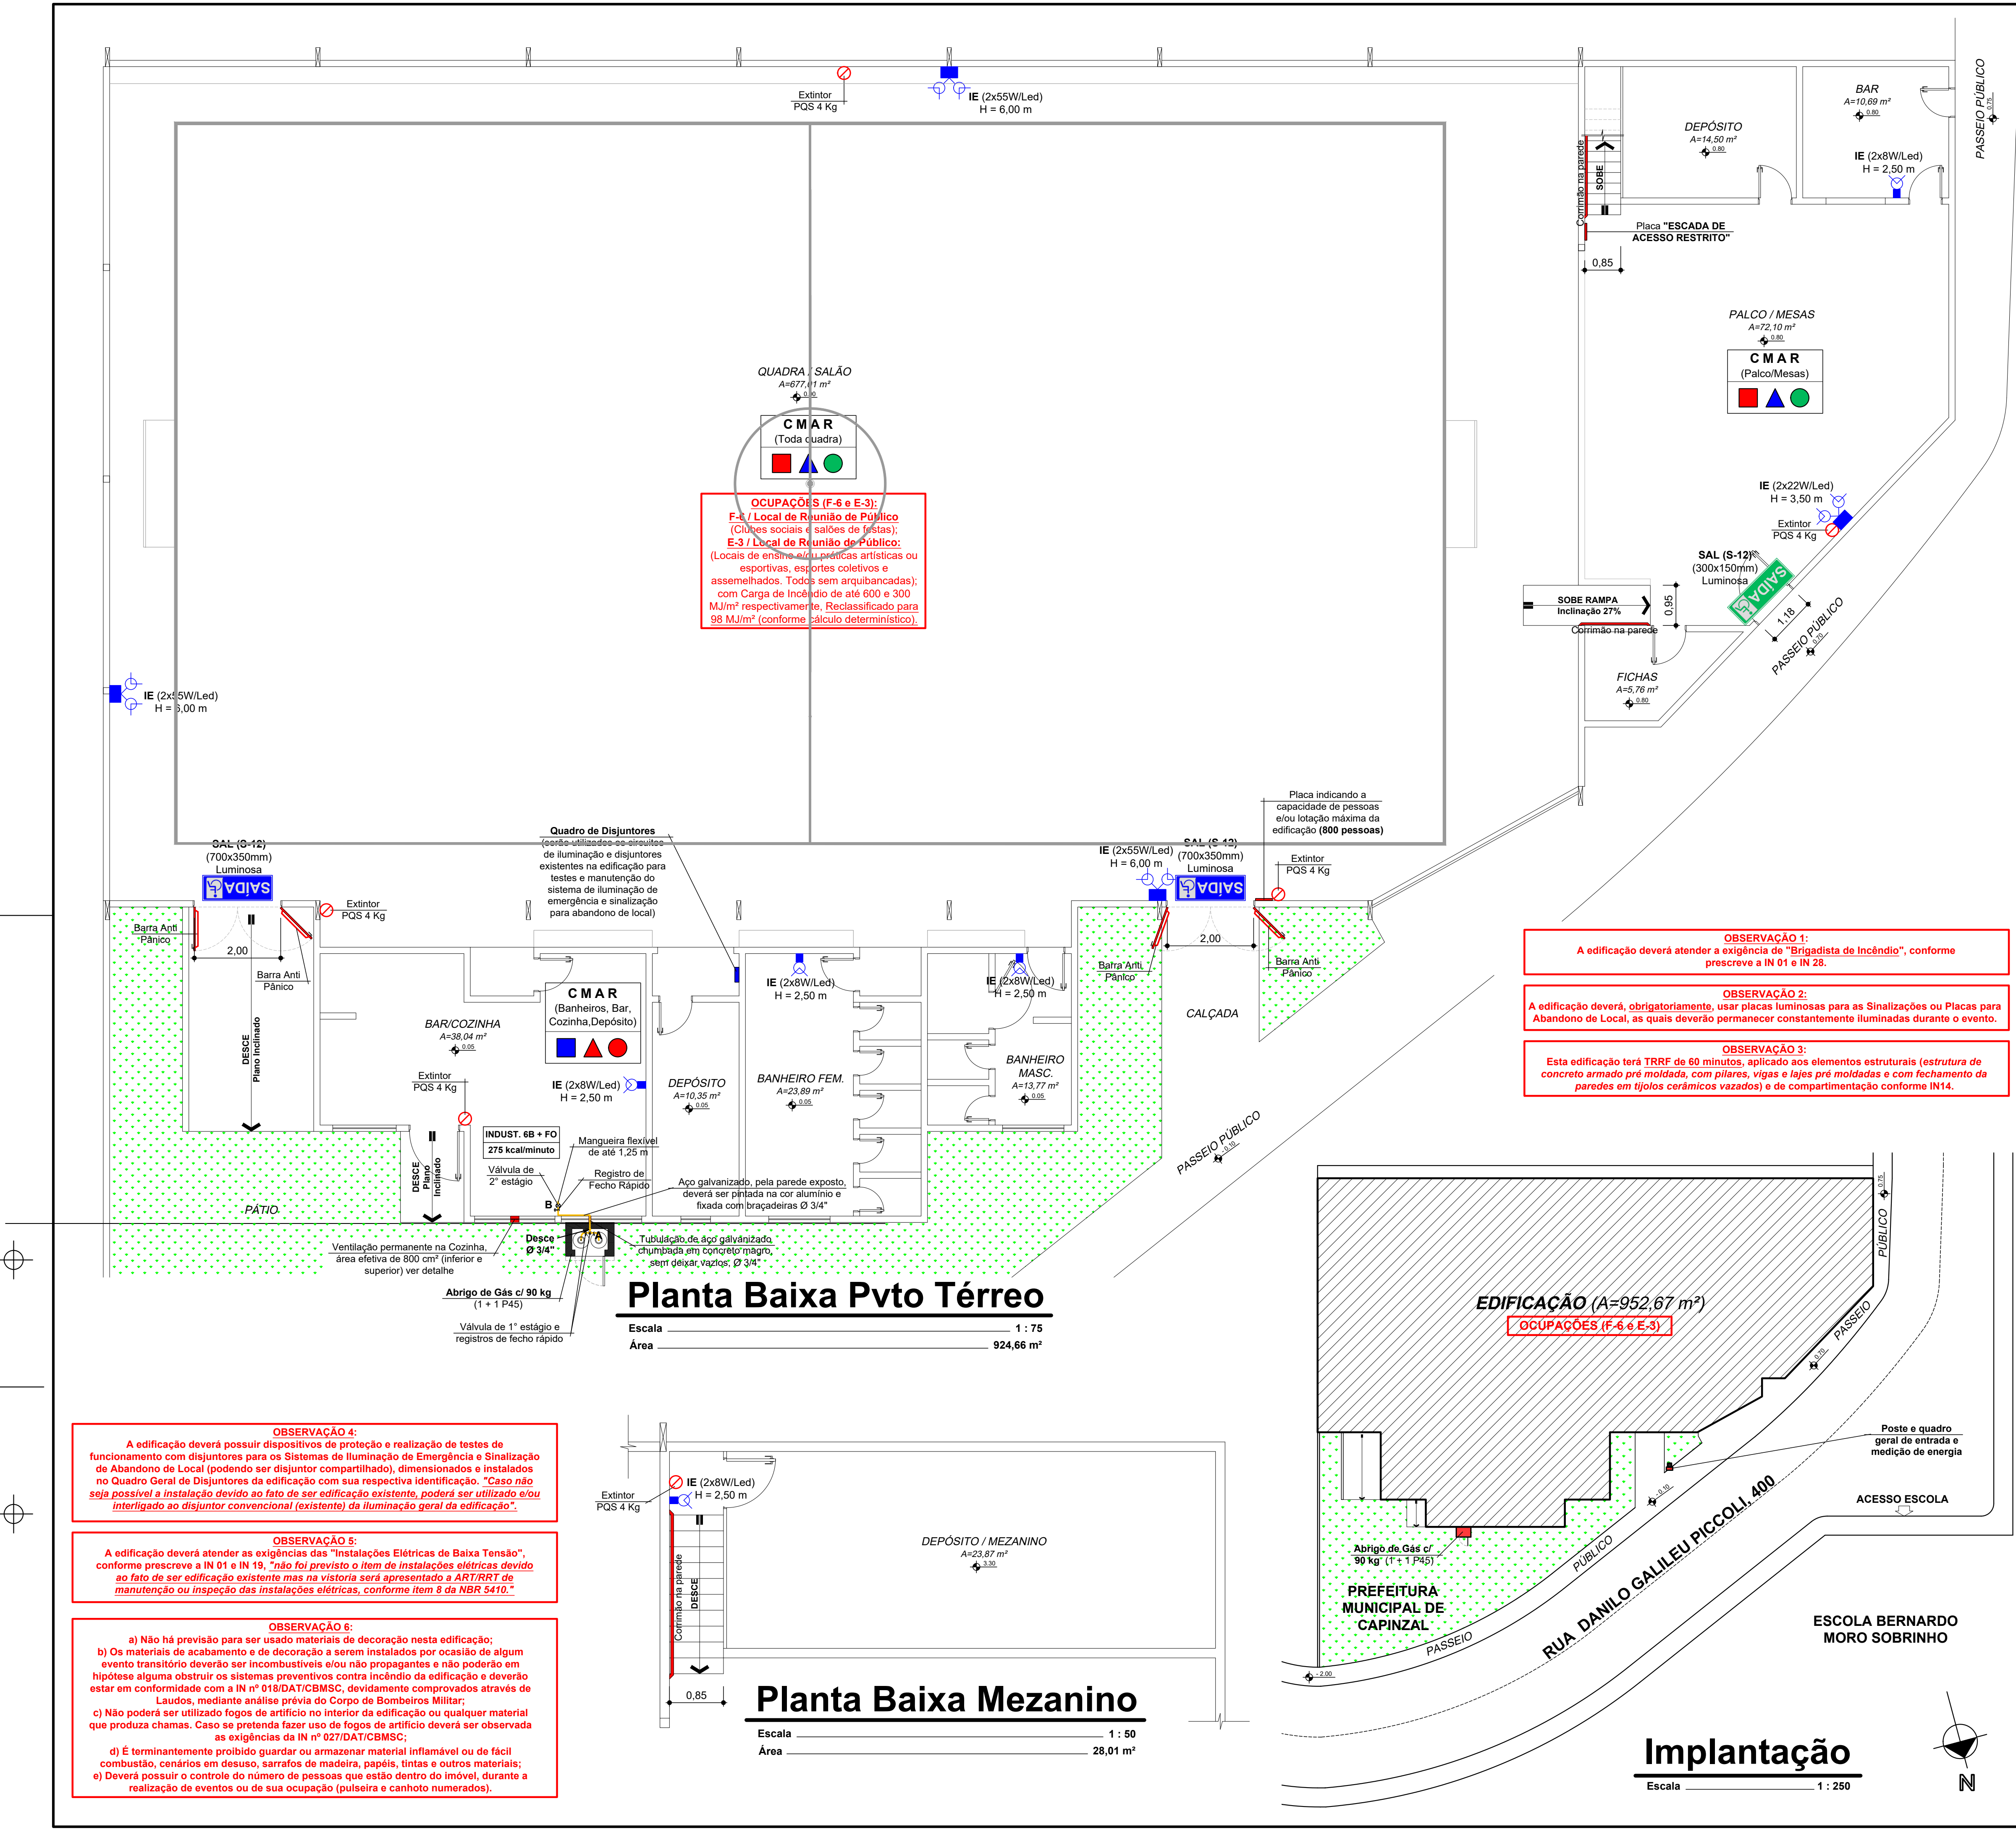 Extintor
PQS 4 Kg
IE (2x55W/Led)
H = 6,00 m
DEPÓSITO
A=14,50 m²
0.80
BAR
A=10,69 m²
0.80
IE (2x8W/Led)
H = 2,50 m
PASSEIO PÚBLICO
0.75
Corrimão na parede
SOBE
Placa "ESCADA DE
ACESSO RESTRITO"
0,85
PALCO / MESAS
A=72,10 m²
0.80
C M A R
(Palco/Mesas)
QUADRA / SALÃO
A=677,01 m²
0.00
C M A R
(Toda quadra)
OCUPAÇÕES (F-6 e E-3):
F-6 / Local de Reunião de Público
(Clubes sociais e salões de festas);
E-3 / Local de Reunião de Público:
(Locais de ensino e/ou práticas artísticas ou
esportivas, esportes coletivos e
assemelhados. Todos sem arquibancadas);
com Carga de Incêndio de até 600 e 300
MJ/m² respectivamente, Reclassificado para
98 MJ/m² (conforme cálculo determinístico).
IE (2x22W/Led)
H = 3,50 m
Extintor
PQS 4 Kg
SAL (S-12)
(300x150mm)
Luminosa
SAÍDA
1,18
PASSEIO PÚBLICO
0.70
SOBE RAMPA
Inclinação 27%
0,95
Corrimão na parede
FICHAS
A=5,76 m²
0.80
IE (2x55W/Led)
H = 6,00 m
SAL (S-12)
(700x350mm)
Luminosa
SAÍDA
Extintor
PQS 4 Kg
Barra Anti
Pânico
2,00
Barra Anti
Pânico
DESCE
Plano Inclinado
Quadro de Disjuntores
(serão utilizados os circuitos
de iluminação e disjuntores
existentes na edificação para
testes e manutenção do
sistema de iluminação de
emergência e sinalização
para abandono de local)
Placa indicando a
capacidade de pessoas
e/ou lotação máxima da
edificação (800 pessoas)
IE (2x55W/Led)
H = 6,00 m
SAL (S-12)
(700x350mm)
Luminosa
SAÍDA
Extintor
PQS 4 Kg
2,00
Barra Anti
Pânico
Barra Anti
Pânico
CALÇADA
BAR/COZINHA
A=38,04 m²
0.05
C M A R
(Banheiros, Bar,
Cozinha,Depósito)
IE (2x8W/Led)
H = 2,50 m
Extintor
PQS 4 Kg
DEPÓSITO
A=10,35 m²
0.05
IE (2x8W/Led)
H = 2,50 m
BANHEIRO FEM.
A=23,89 m²
0.05
IE (2x8W/Led)
H = 2,50 m
BANHEIRO
MASC.
A=13,77 m²
0.05
INDUST. 6B + FO
275 kcal/minuto
Mangueira flexível
de até 1,25 m
Válvula de
2° estágio
Registro de
Fecho Rápido
Aço galvanizado, pela parede exposto,
deverá ser pintada na cor alumínio e
fixada com braçadeiras Ø 3/4"
DESCE
Plano
Inclinado
PÁTIO
B
A
Desce
Ø 3/4"
Tubulação de aço galvanizado
chumbada em concreto magro,
sem deixar vazios, Ø 3/4"
Ventilação permanente na Cozinha,
área efetiva de 800 cm² (inferior e
superior) ver detalhe
Abrigo de Gás c/ 90 kg
(1 + 1 P45)
Válvula de 1° estágio e
registros de fecho rápido
PASSEIO PÚBLICO
- 0.10
Planta Baixa Pvto Térreo
Escala 1 : 75
Área 924,66 m²
OBSERVAÇÃO 1:
A edificação deverá atender a exigência de "Brigadista de Incêndio", conforme
prescreve a IN 01 e IN 28.
OBSERVAÇÃO 2:
A edificação deverá, obrigatoriamente, usar placas luminosas para as Sinalizações ou Placas para
Abandono de Local, as quais deverão permanecer constantemente iluminadas durante o evento.
OBSERVAÇÃO 3:
Esta edificação terá TRRF de 60 minutos, aplicado aos elementos estruturais (estrutura de
concreto armado pré moldada, com pilares, vigas e lajes pré moldadas e com fechamento da
paredes em tijolos cerâmicos vazados) e de compartimentação conforme IN14.
OBSERVAÇÃO 4:
A edificação deverá possuir dispositivos de proteção e realização de testes de
funcionamento com disjuntores para os Sistemas de Iluminação de Emergência e Sinalização
de Abandono de Local (podendo ser disjuntor compartilhado), dimensionados e instalados
no Quadro Geral de Disjuntores da edificação com sua respectiva identificação. "Caso não
seja possível a instalação devido ao fato de ser edificação existente, poderá ser utilizado e/ou
interligado ao disjuntor convencional (existente) da iluminação geral da edificação".
OBSERVAÇÃO 5:
A edificação deverá atender as exigências das "Instalações Elétricas de Baixa Tensão",
conforme prescreve a IN 01 e IN 19, "não foi previsto o item de instalações elétricas devido
ao fato de ser edificação existente mas na vistoria será apresentado a ART/RRT de
manutenção ou inspeção das instalações elétricas, conforme item 8 da NBR 5410."
OBSERVAÇÃO 6:
a) Não há previsão para ser usado materiais de decoração nesta edificação;
b) Os materiais de acabamento e de decoração a serem instalados por ocasião de algum
evento transitório deverão ser incombustíveis e/ou não propagantes e não poderão em
hipótese alguma obstruir os sistemas preventivos contra incêndio da edificação e deverão
estar em conformidade com a IN nº 018/DAT/CBMSC, devidamente comprovados através de
Laudos, mediante análise prévia do Corpo de Bombeiros Militar;
c) Não poderá ser utilizado fogos de artifício no interior da edificação ou qualquer material
que produza chamas. Caso se pretenda fazer uso de fogos de artifício deverá ser observada
as exigências da IN nº 027/DAT/CBMSC;
d) É terminantemente proibido guardar ou armazenar material inflamável ou de fácil
combustão, cenários em desuso, sarrafos de madeira, papéis, tintas e outros materiais;
e) Deverá possuir o controle do número de pessoas que estão dentro do imóvel, durante a
realização de eventos ou de sua ocupação (pulseira e canhoto numerados).
Extintor
PQS 4 Kg
IE (2x8W/Led)
H = 2,50 m
Corrimão na parede
DESCE
0,85
DEPÓSITO / MEZANINO
A=23,87 m²
3.30
Planta Baixa Mezanino
Escala 1 : 50
Área 28,01 m²
EDIFICAÇÃO (A=952,67 m²)
OCUPAÇÕES (F-6 e E-3)
PÚBLICO
0.75
PASSEIO
0.70
Poste e quadro
geral de entrada e
medição de energia
ACESSO ESCOLA
- 0.10
Abrigo de Gás c/
90 kg (1 + 1 P45)
PREFEITURA
MUNICIPAL DE
CAPINZAL
PÚBLICO
PASSEIO
- 2.00
RUA DANILO GALILEU PICCOLI, 400
ESCOLA BERNARDO
MORO SOBRINHO
Implantação
Escala 1 : 250
N